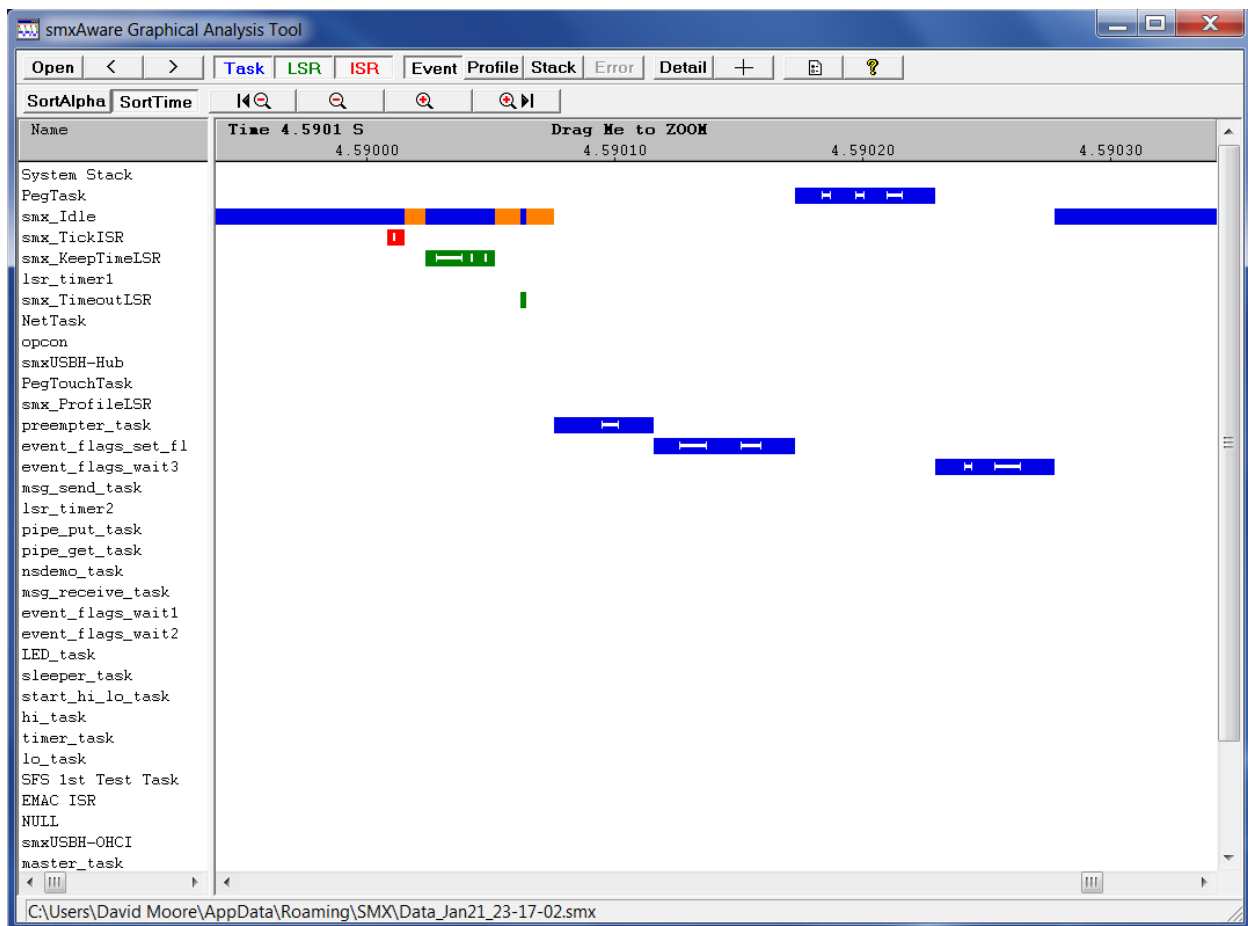 smxAware Graphical Analysis Tool
Open < > Task LSR ISR Event Profile Stack Error Detail + ?
SortAlpha SortTime
Name Time 4.5901 S Drag Me to ZOOM
4.59000 4.59010 4.59020 4.59030
System Stack
PegTask
smx_Idle
smx_TickISR
smx_KeepTimeLSR
lsr_timer1
smx_TimeoutLSR
NetTask
opcon
smxUSBH-Hub
PegTouchTask
smx_ProfileLSR
preempter_task
event_flags_set_fl
event_flags_wait3
msg_send_task
lsr_timer2
pipe_put_task
pipe_get_task
nsdemo_task
msg_receive_task
event_flags_wait1
event_flags_wait2
LED_task
sleeper_task
start_hi_lo_task
hi_task
timer_task
lo_task
SFS 1st Test Task
EMAC ISR
NULL
smxUSBH-OHCI
master_task
C:\Users\David Moore\AppData\Roaming\SMX\Data_Jan21_23-17-02.smx